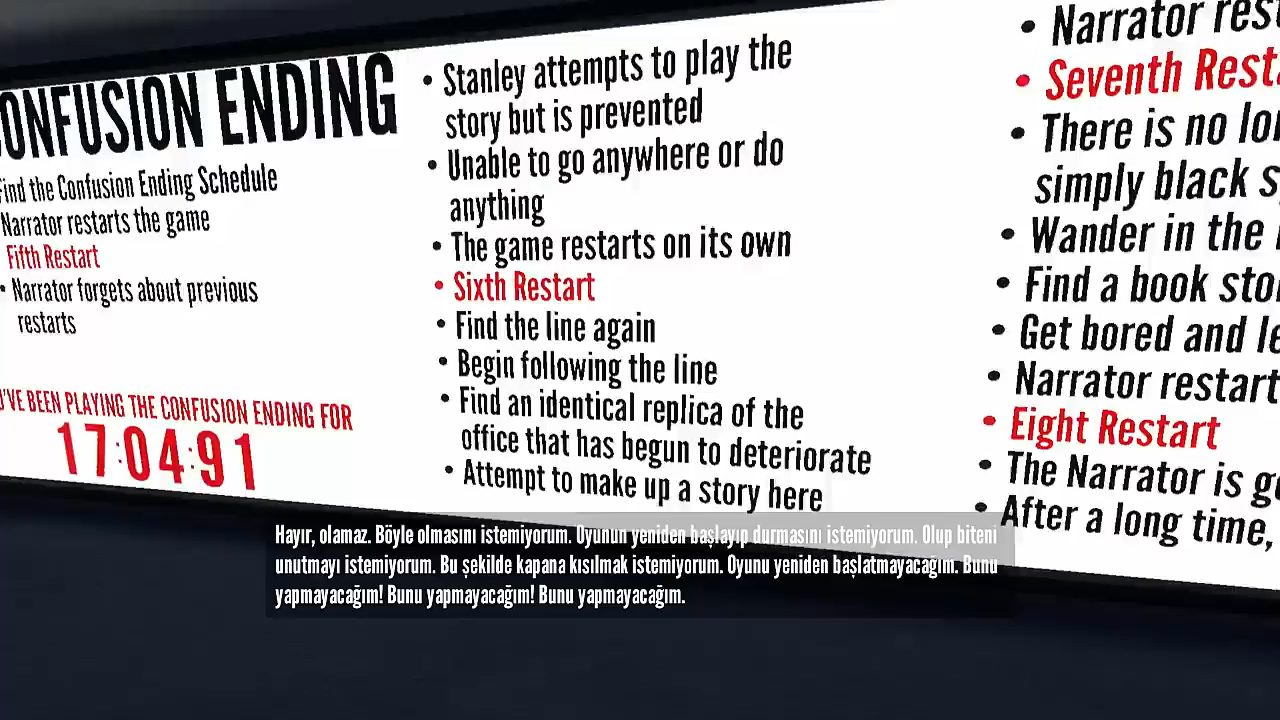 ONFUSION ENDING
Find the Confusion Ending Schedule
Narrator restarts the game
Fifth Restart
• Narrator forgets about previous
restarts
'VE BEEN PLAYING THE CONFUSION ENDING FOR
17:04:91
• Stanley attempts to play the
story but is prevented
• Unable to go anywhere or do
anything
• The game restarts on its own
• Sixth Restart
• Find the line again
• Begin following the line
• Find an identical replica of the
office that has begun to deteriorate
• Attempt to make up a story here
• Narrator res
• Seventh Rest
• There is no lo
simply black s
• Wander in the
• Find a book sto
• Get bored and le
• Narrator restart
• Eight Restart
• The Narrator is g
• After a long time,
Hayır, olamaz. Böyle olmasını istemiyorum. Oyunun yeniden başlayıp durmasını istemiyorum. Olup biteni
unutmayı istemiyorum. Bu şekilde kapana kısılmak istemiyorum. Oyunu yeniden başlatmayacağım. Bunu
yapmayacağım! Bunu yapmayacağım! Bunu yapmayacağım.